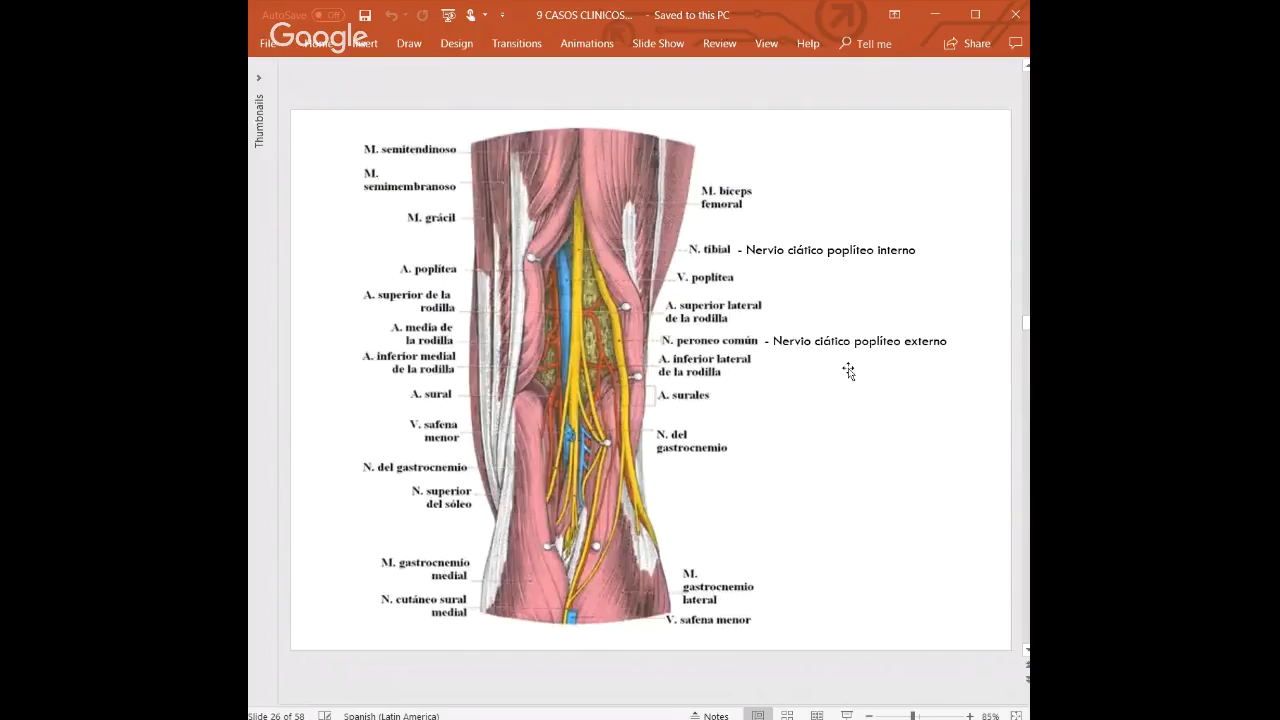 AutoSave Off 9 CASOS CLINICOS... - Saved to this PC
Google
File Home Insert Draw Design Transitions Animations Slide Show Review View Help Tell me Share
Thumbnails
M. semitendinoso
M.
semimembranoso
M. grácil
A. poplítea
A. superior de la
rodilla
A. media de
la rodilla
A. inferior medial
de la rodilla
A. sural
V. safena
menor
N. del gastrocnemio
N. superior
del sóleo
M. gastrocnemio
medial
N. cutáneo sural
medial
M. biceps
femoral
N. tibial - Nervio ciático poplíteo interno
V. poplítea
A. superior lateral
de la rodilla
N. peroneo común - Nervio ciático poplíteo externo
A. inferior lateral
de la rodilla
A. surales
N. del
gastrocnemio
M.
gastrocnemio
lateral
V. safena menor
Slide 26 of 58 Spanish (Latin America) Notes 85%